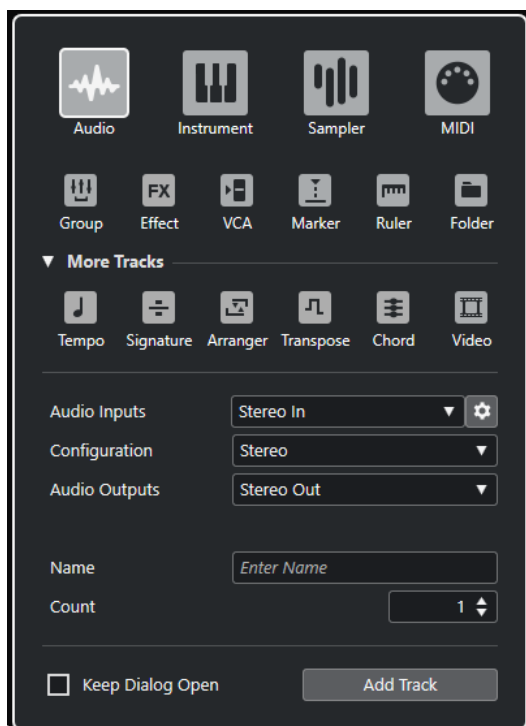 Audio Instrument Sampler MIDI
FX
Group Effect VCA Marker Ruler Folder
More Tracks
Tempo Signature Arranger Transpose Chord Video
Audio Inputs Stereo In
Configuration Stereo
Audio Outputs Stereo Out
Name Enter Name
Count 1
Keep Dialog Open Add Track